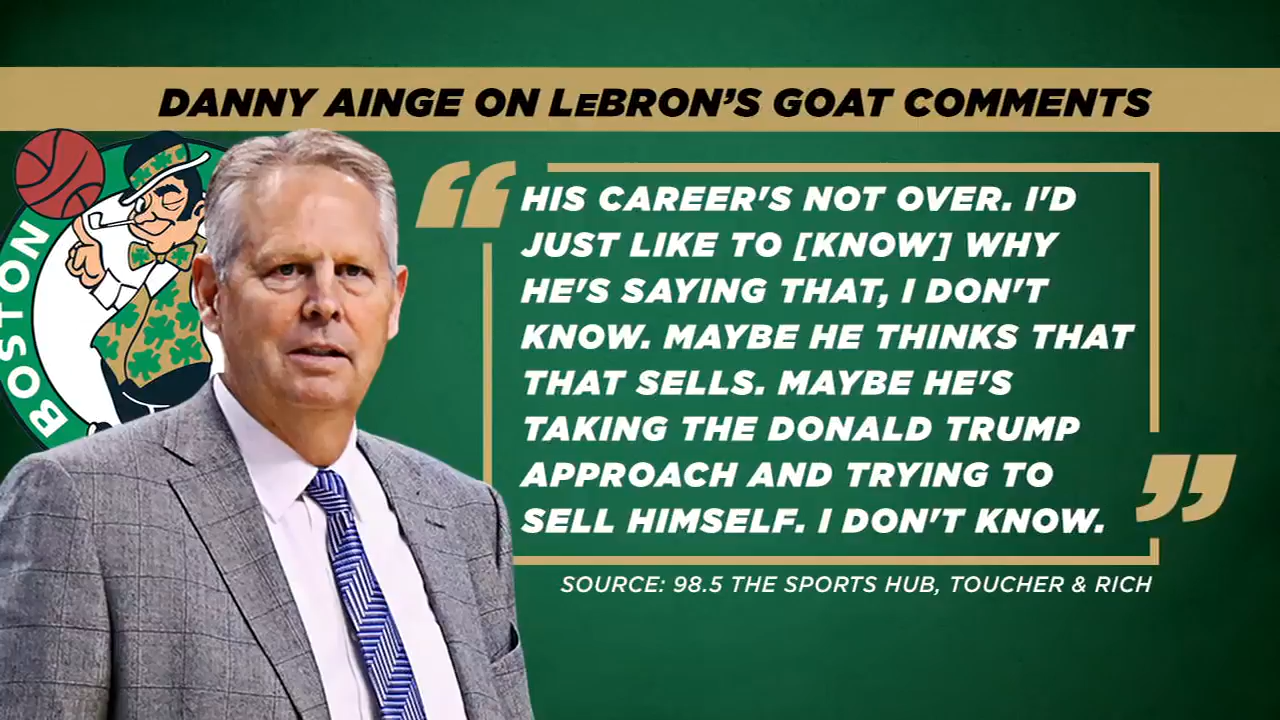 DANNY AINGE ON LeBRON'S GOAT COMMENTS
BOSTON
“HIS CAREER'S NOT OVER. I'D
JUST LIKE TO [KNOW] WHY
HE'S SAYING THAT, I DON'T
KNOW. MAYBE HE THINKS THAT
THAT SELLS. MAYBE HE'S
TAKING THE DONALD TRUMP
APPROACH AND TRYING TO
SELL HIMSELF. I DON'T KNOW.”
SOURCE: 98.5 THE SPORTS HUB, TOUCHER & RICH